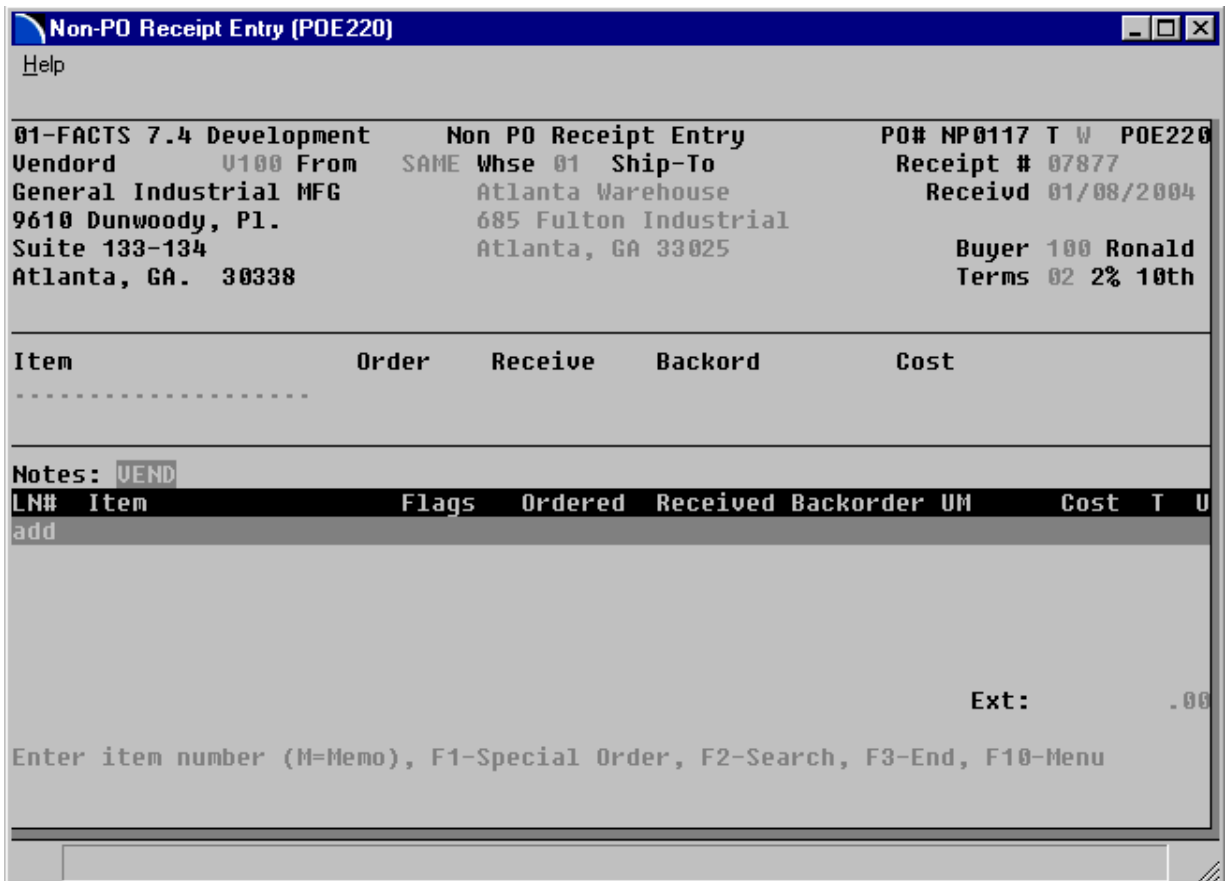 Non-PO Receipt Entry (POE220)
Help
01-FACTS 7.4 Development Non PO Receipt Entry PO# NP0117 T W POE220
Vendord V100 From SAME Whse 01 Ship-To Receipt # 07877
General Industrial MFG Atlanta Warehouse Receivd 01/08/2004
9610 Dunwoody, Pl. 685 Fulton Industrial
Suite 133-134 Atlanta, GA 33025 Buyer 100 Ronald
Atlanta, GA. 30338 Terms 02 2% 10th
Item Order Receive Backord Cost
....................
Notes: VEND
LN# Item Flags Ordered Received Backorder UM Cost T U
add
Ext: .00
Enter item number (M=Memo), F1-Special Order, F2-Search, F3-End, F10-Menu